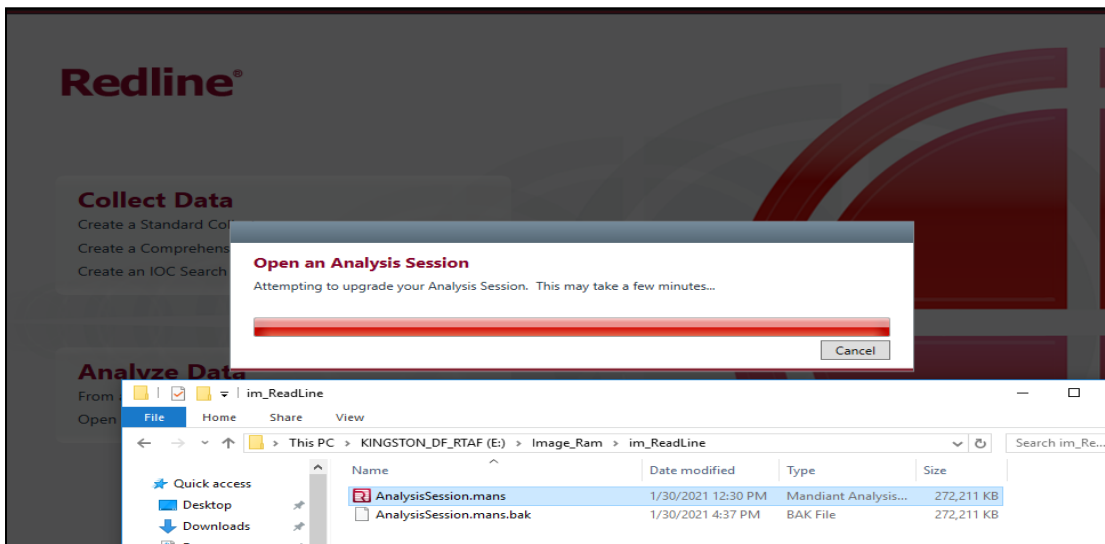 Redline®
Collect Data
Create a Standard Col
Create a Comprehens
Create an IOC Search
Open an Analysis Session
Attempting to upgrade your Analysis Session. This may take a few minutes...
Cancel
Analyze Data
From
Open
im_ReadLine
File Home Share View
This PC > KINGSTON_DF_RTAF (E:) > Image_Ram > im_ReadLine
Search im_Re...
Name Date modified Type Size
Quick access
AnalysisSession.mans 1/30/2021 12:30 PM Mandiant Analysis... 272,211 KB
Desktop
AnalysisSession.mans.bak 1/30/2021 4:37 PM BAK File 272,211 KB
Downloads